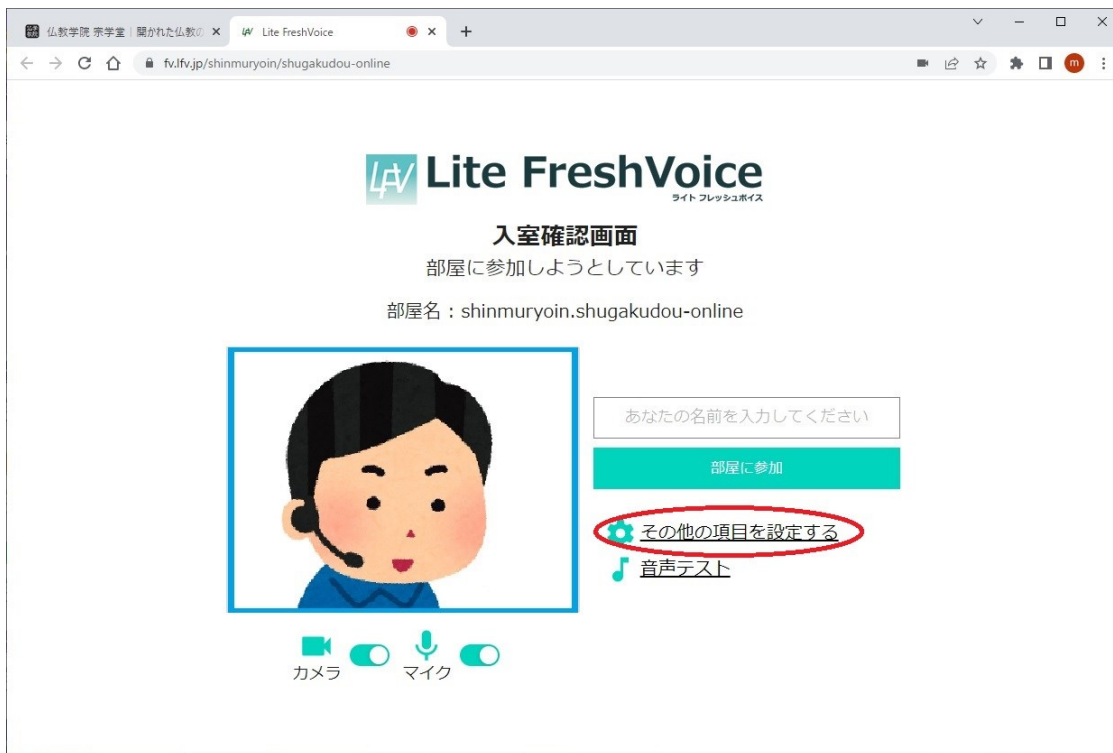 仏教学院 宗学堂｜開かれた仏教の
Lite FreshVoice
fv.lfv.jp/shinmuryoin/shugakudou-online
m
LFV Lite FreshVoice
ライト フレッシュボイス
入室確認画面
部屋に参加しようとしています
部屋名：shinmuryoin.shugakudou-online
あなたの名前を入力してください
部屋に参加
その他の項目を設定する
音声テスト
カメラ
マイク